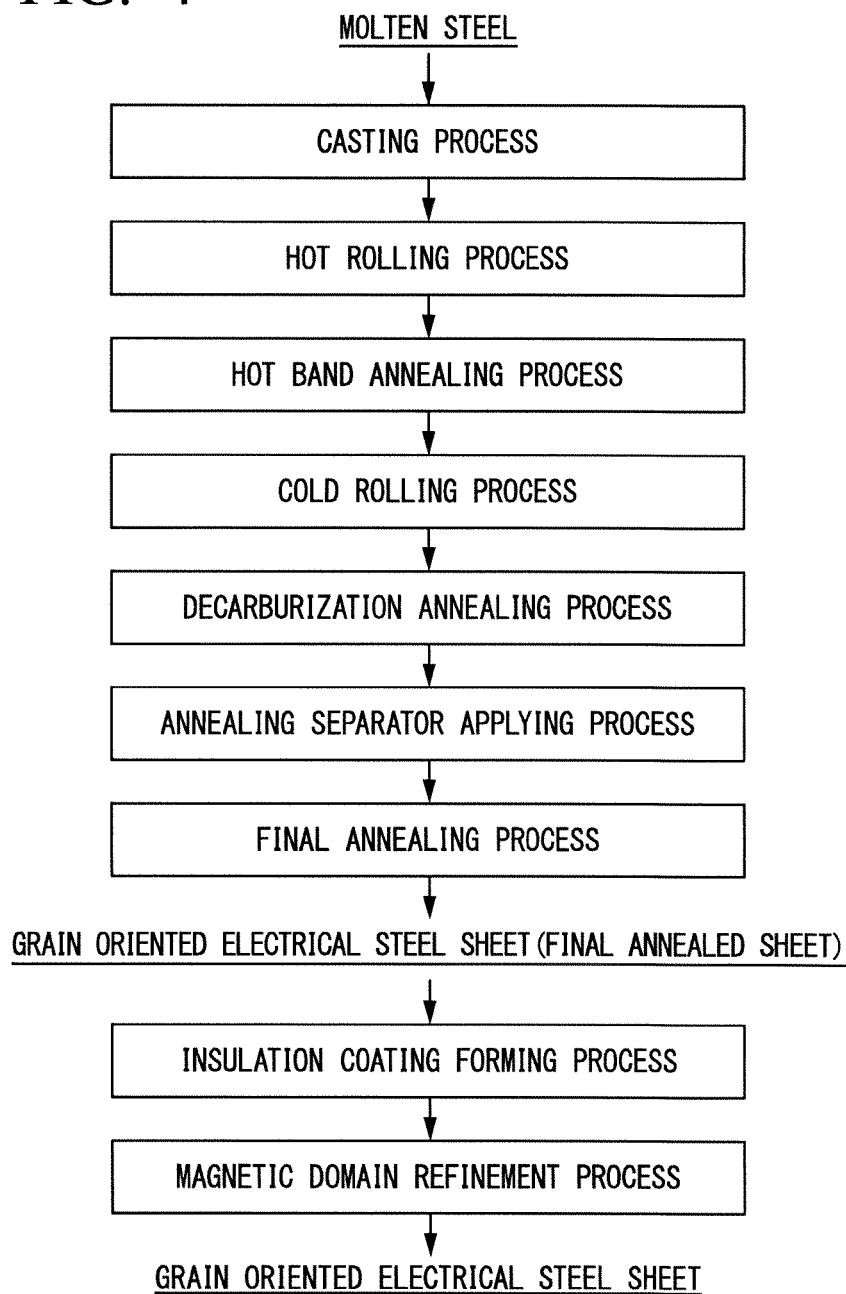 FIG. 4
MOLTEN STEEL
CASTING PROCESS
HOT ROLLING PROCESS
HOT BAND ANNEALING PROCESS
COLD ROLLING PROCESS
DECARBURIZATION ANNEALING PROCESS
ANNEALING SEPARATOR APPLYING PROCESS
FINAL ANNEALING PROCESS
GRAIN ORIENTED ELECTRICAL STEEL SHEET(FINAL ANNEALED SHEET)
INSULATION COATING FORMING PROCESS
MAGNETIC DOMAIN REFINEMENT PROCESS
GRAIN ORIENTED ELECTRICAL STEEL SHEET